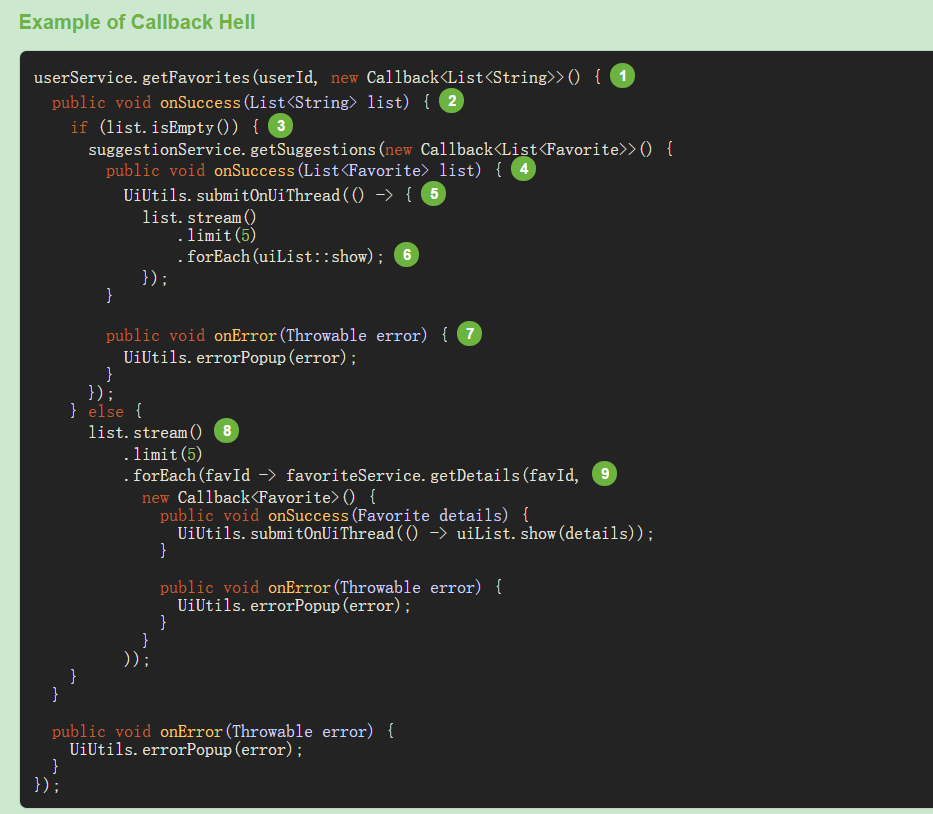 Example of Callback Hell
userService.getFavorites(userId, new Callback<List<String>>() { 1
  public void onSuccess(List<String> list) { 2
    if (list.isEmpty()) { 3
      suggestionService.getSuggestions(new Callback<List<Favorite>>() {
        public void onSuccess(List<Favorite> list) { 4
          UiUtils.submitOnUiThread(() -> { 5
            list.stream()
                .limit(5)
                .forEach(uiList::show); 6
            });
        }

        public void onError(Throwable error) { 7
          UiUtils.errorPopup(error);
        }
      });
    } else {
      list.stream() 8
          .limit(5)
          .forEach(favId -> favoriteService.getDetails(favId, 9
            new Callback<Favorite>() {
              public void onSuccess(Favorite details) {
                UiUtils.submitOnUiThread(() -> uiList.show(details));
              }

              public void onError(Throwable error) {
                UiUtils.errorPopup(error);
              }
            }
          ));
    }
  }

  public void onError(Throwable error) {
    UiUtils.errorPopup(error);
  }
});